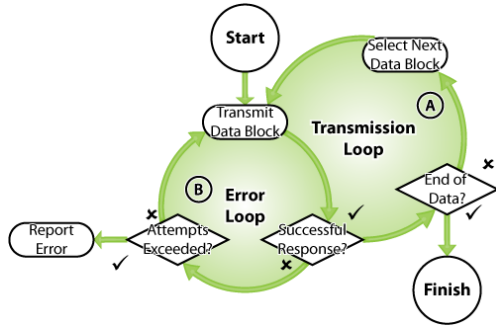 Start
Select Next
Data Block
A
Transmit
Data Block
Transmission
Loop
B
Error
Loop
End of
Data?
Attempts
Exceeded?
Successful
Response?
Report
Error
Finish